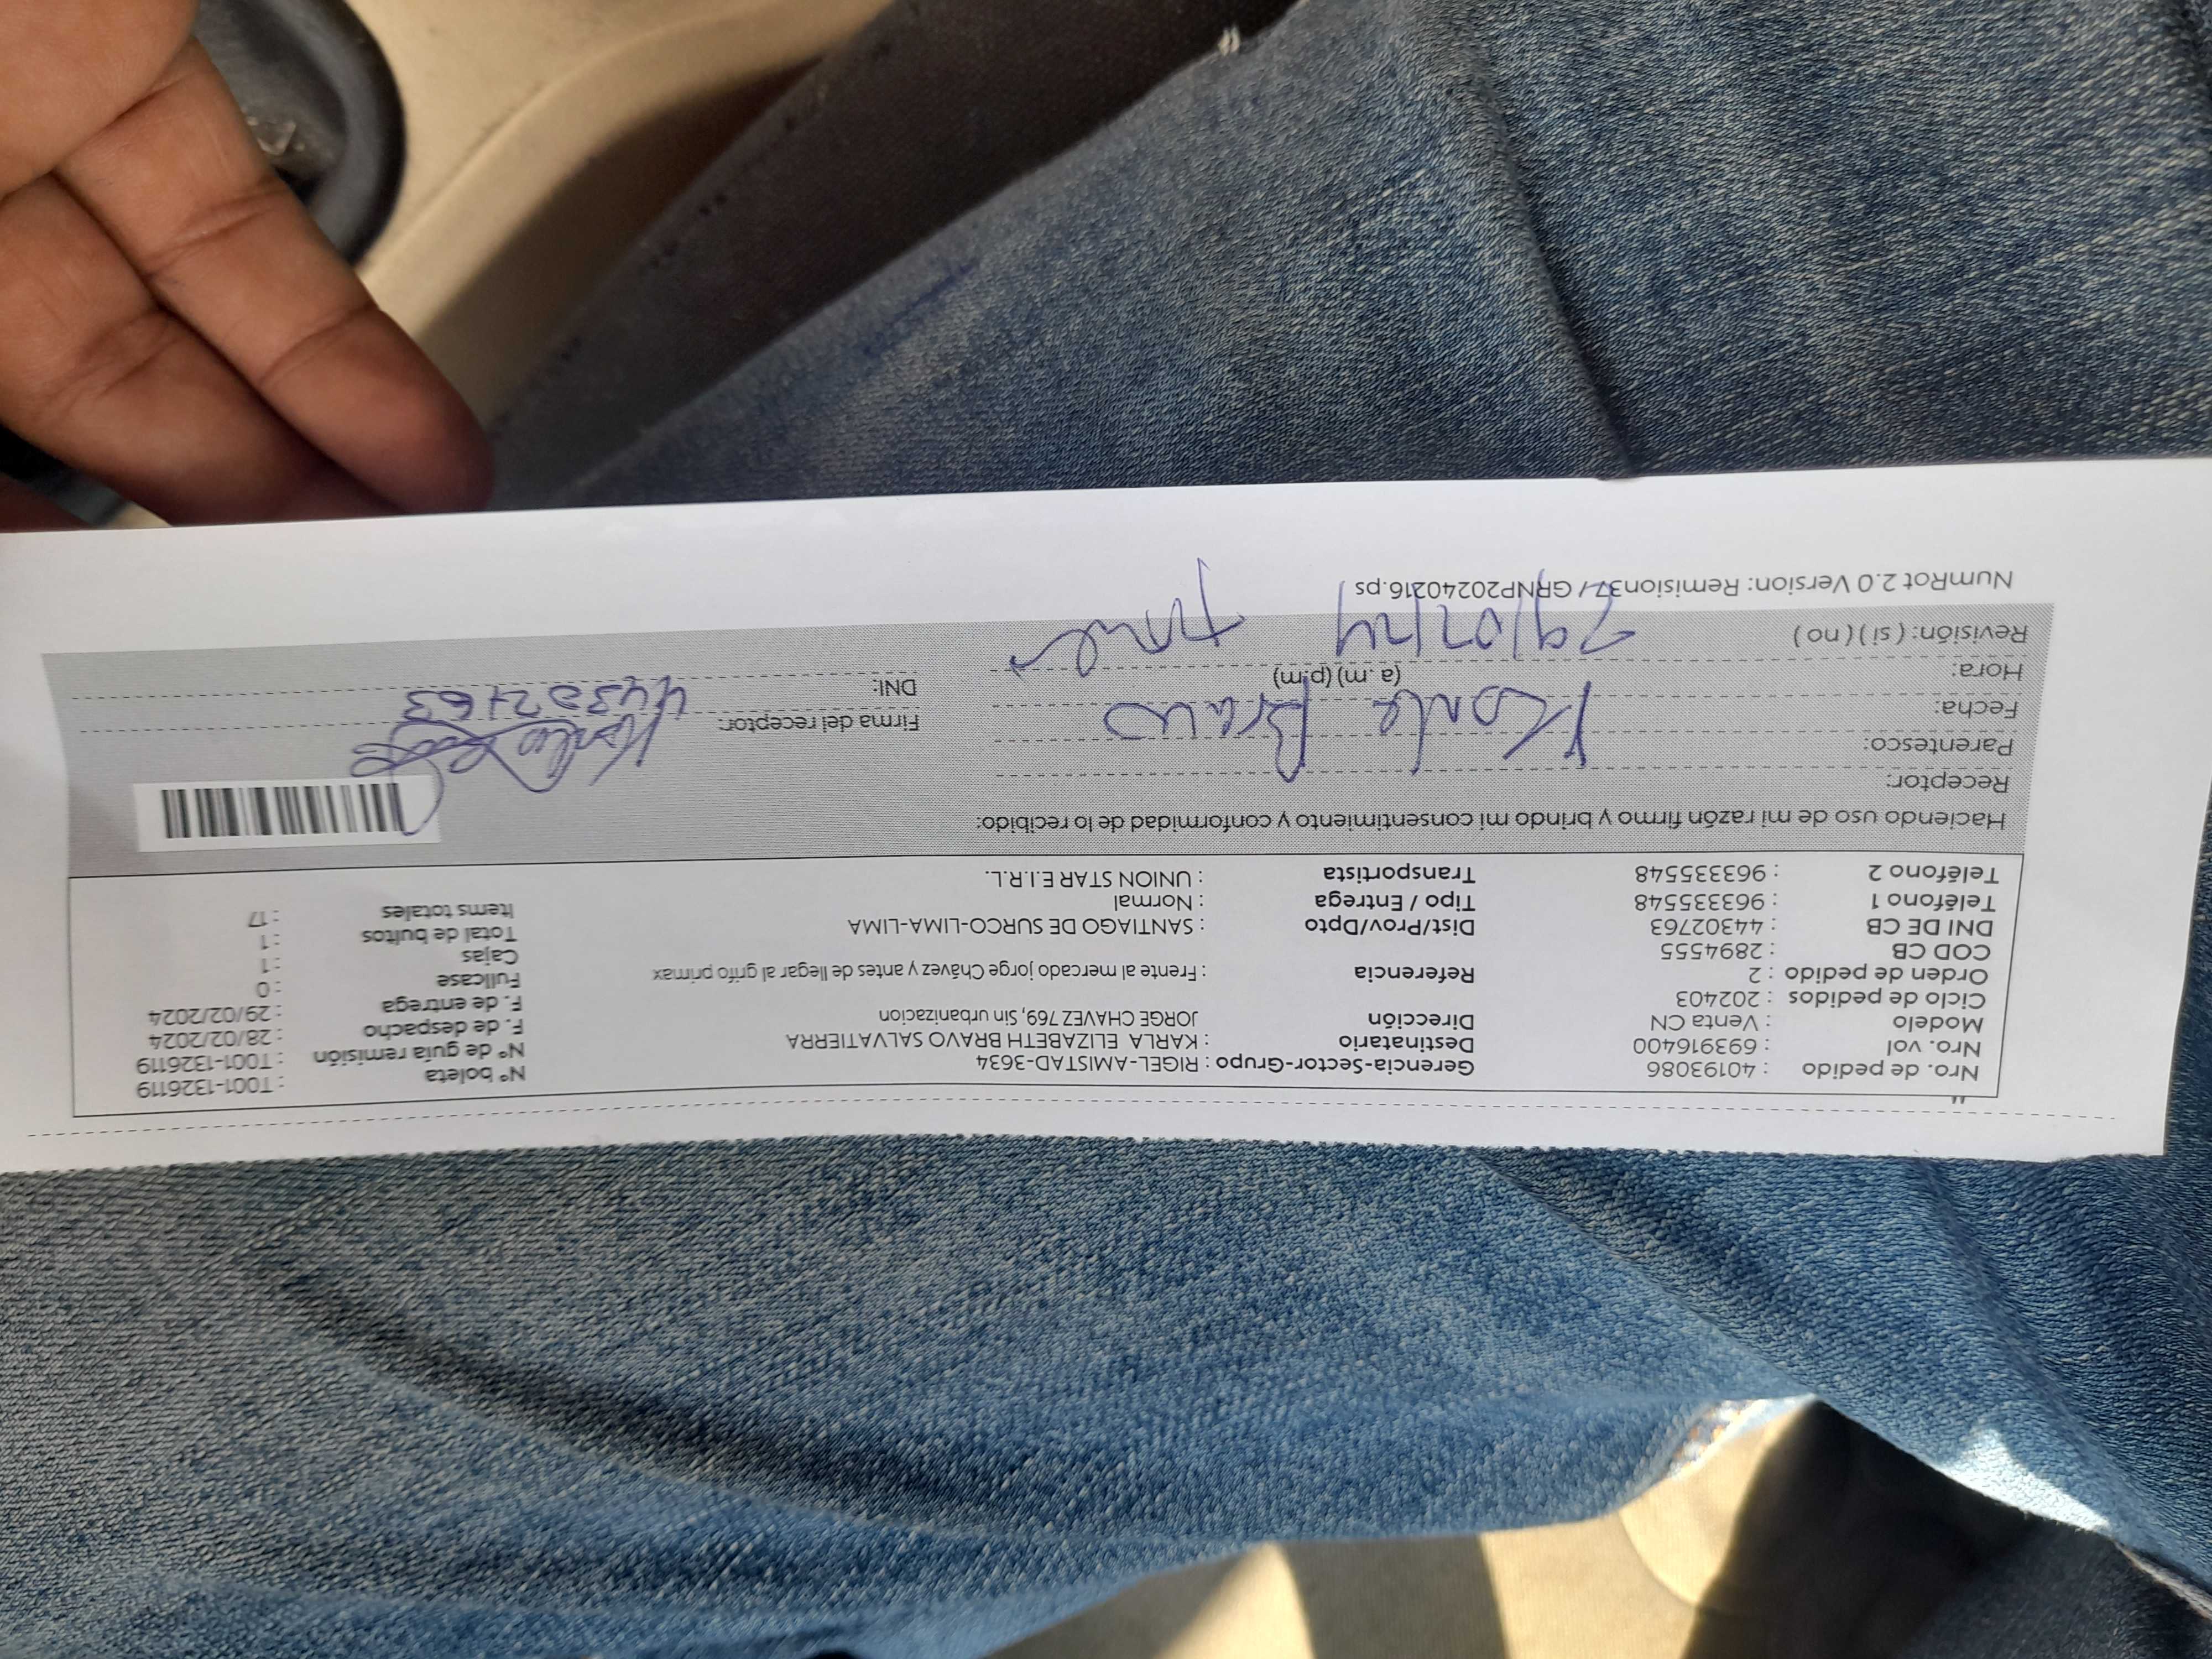 Nro. de pedido : 40193086 Gerencia-Sector-Grupo : RIGEL-AMISTAD-3634 Nº boleta : T001-1326119
Nro. vol : 693916400 Destinatario : KARLA ELIZABETH BRAVO SALVATIERRA Nº de guía remisión : T001-1326119
Modelo : Venta CN Dirección JORGE CHAVEZ 769, Sin urbanizacion F. de despacho : 28/02/2024
Ciclo de pedidos : 202403 F. de entrega : 29/02/2024
Orden de pedido : 2 Referencia : Frente al mercado jorge Chávez y antes de llegar al grifo primax Fullcase : 0
COD CB : 2894555 Cajas : 1
DNI DE CB : 44302763 Dist/Prov/Dpto : SANTIAGO DE SURCO-LIMA-LIMA Total de bultos : 1
Teléfono 1 : 963335548 Tipo / Entrega : Normal Items totales : 17
Teléfono 2 : 963335548 Transportista : UNION STAR E.I.R.L.
Haciendo uso de mi razón firmo y brindo mi consentimiento y conformidad de lo recibido:
Receptor:
Parentesco: Karla Bravo
Fecha: Firma del receptor:
Hora: (a. m) (p.m) DNI: 44302763
Revisión: ( si ) ( no ) 29/02/24
NumRot 2.0 Version: Remision37 / GRNP20240216.ps